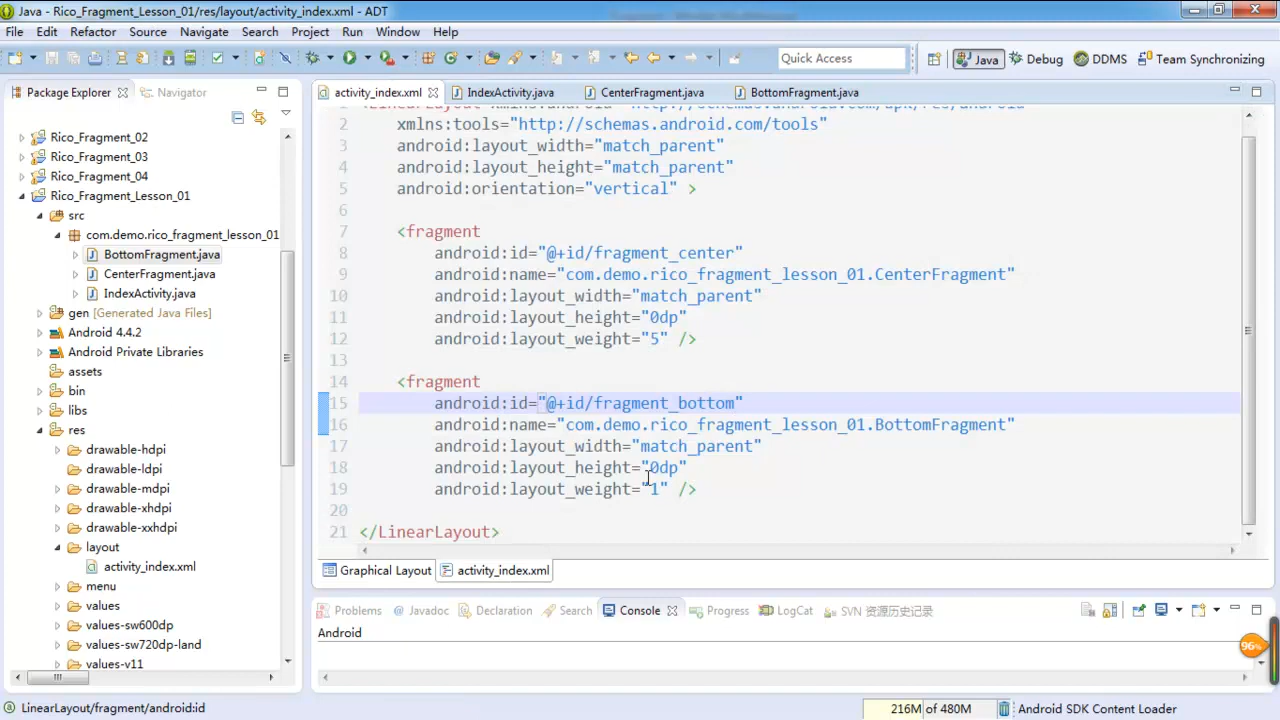 Java - Rico_Fragment_Lesson_01/res/layout/activity_index.xml - ADT
File Edit Refactor Source Navigate Search Project Run Window Help
Quick Access Java Debug DDMS Team Synchronizing
Package Explorer Navigator
Rico_Fragment_02
Rico_Fragment_03
Rico_Fragment_04
Rico_Fragment_Lesson_01
src
com.demo.rico_fragment_lesson_01
BottomFragment.java
CenterFragment.java
IndexActivity.java
gen [Generated Java Files]
Android 4.4.2
Android Private Libraries
assets
bin
libs
res
drawable-hdpi
drawable-ldpi
drawable-mdpi
drawable-xhdpi
drawable-xxhdpi
layout
activity_index.xml
menu
values
values-sw600dp
values-sw720dp-land
values-v11
activity_index.xml IndexActivity.java CenterFragment.java BottomFragment.java
<LinearLayout xmlns:android="http://schemas.android.com/apk/res/android"
2 xmlns:tools="http://schemas.android.com/tools"
3 android:layout_width="match_parent"
4 android:layout_height="match_parent"
5 android:orientation="vertical" >
6
7 <fragment
8 android:id="@+id/fragment_center"
9 android:name="com.demo.rico_fragment_lesson_01.CenterFragment"
10 android:layout_width="match_parent"
11 android:layout_height="0dp"
12 android:layout_weight="5" />
13
14 <fragment
15 android:id="@+id/fragment_bottom"
16 android:name="com.demo.rico_fragment_lesson_01.BottomFragment"
17 android:layout_width="match_parent"
18 android:layout_height="0dp"
19 android:layout_weight="1" />
20
21 </LinearLayout>
Graphical Layout activity_index.xml
Problems Javadoc Declaration Search Console Progress LogCat SVN 资源历史记录
Android
96%
LinearLayout/fragment/android:id 216M of 480M Android SDK Content Loader